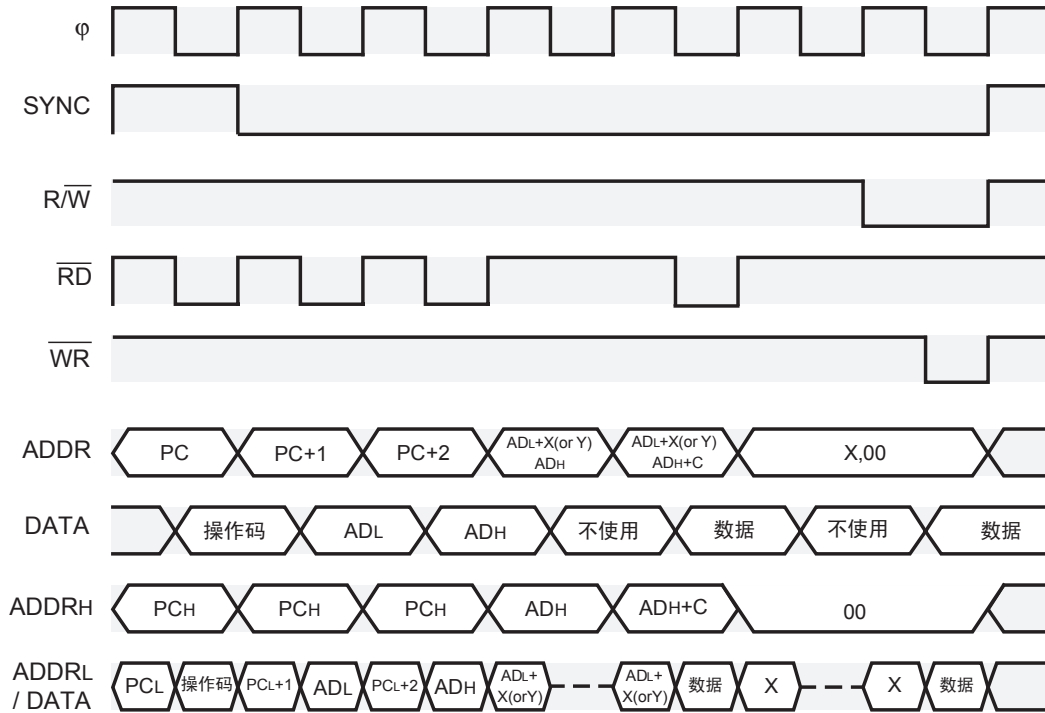 φ
SYNC
R/W
RD
WR
ADDR PC PC+1 PC+2 ADL+X(or Y) ADH ADL+X(or Y) ADH+C X,00
DATA 操作码 ADL ADH 不使用 数据 不使用 数据
ADDRH PCH PCH PCH ADH ADH+C 00
ADDRL / DATA PCL 操作码 PCL+1 ADL PCL+2 ADH ADL+ X(orY) ADL+ X(orY) 数据 X X 数据